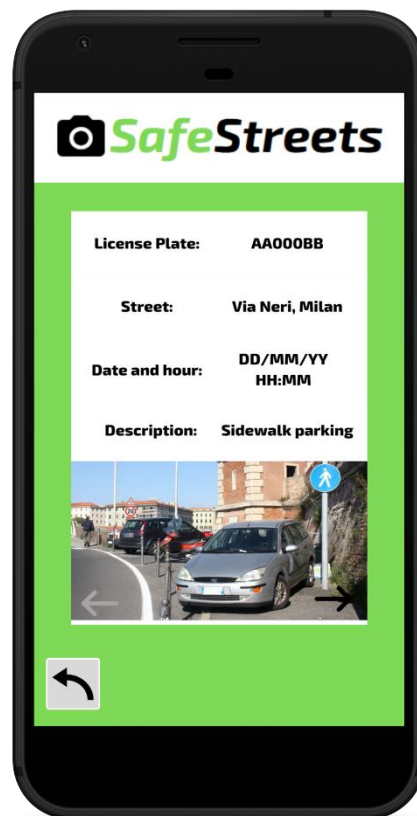 SafeStreets
License Plate: AA000BB
Street: Via Neri, Milan
Date and hour: DD/MM/YY
HH:MM
Description: Sidewalk parking